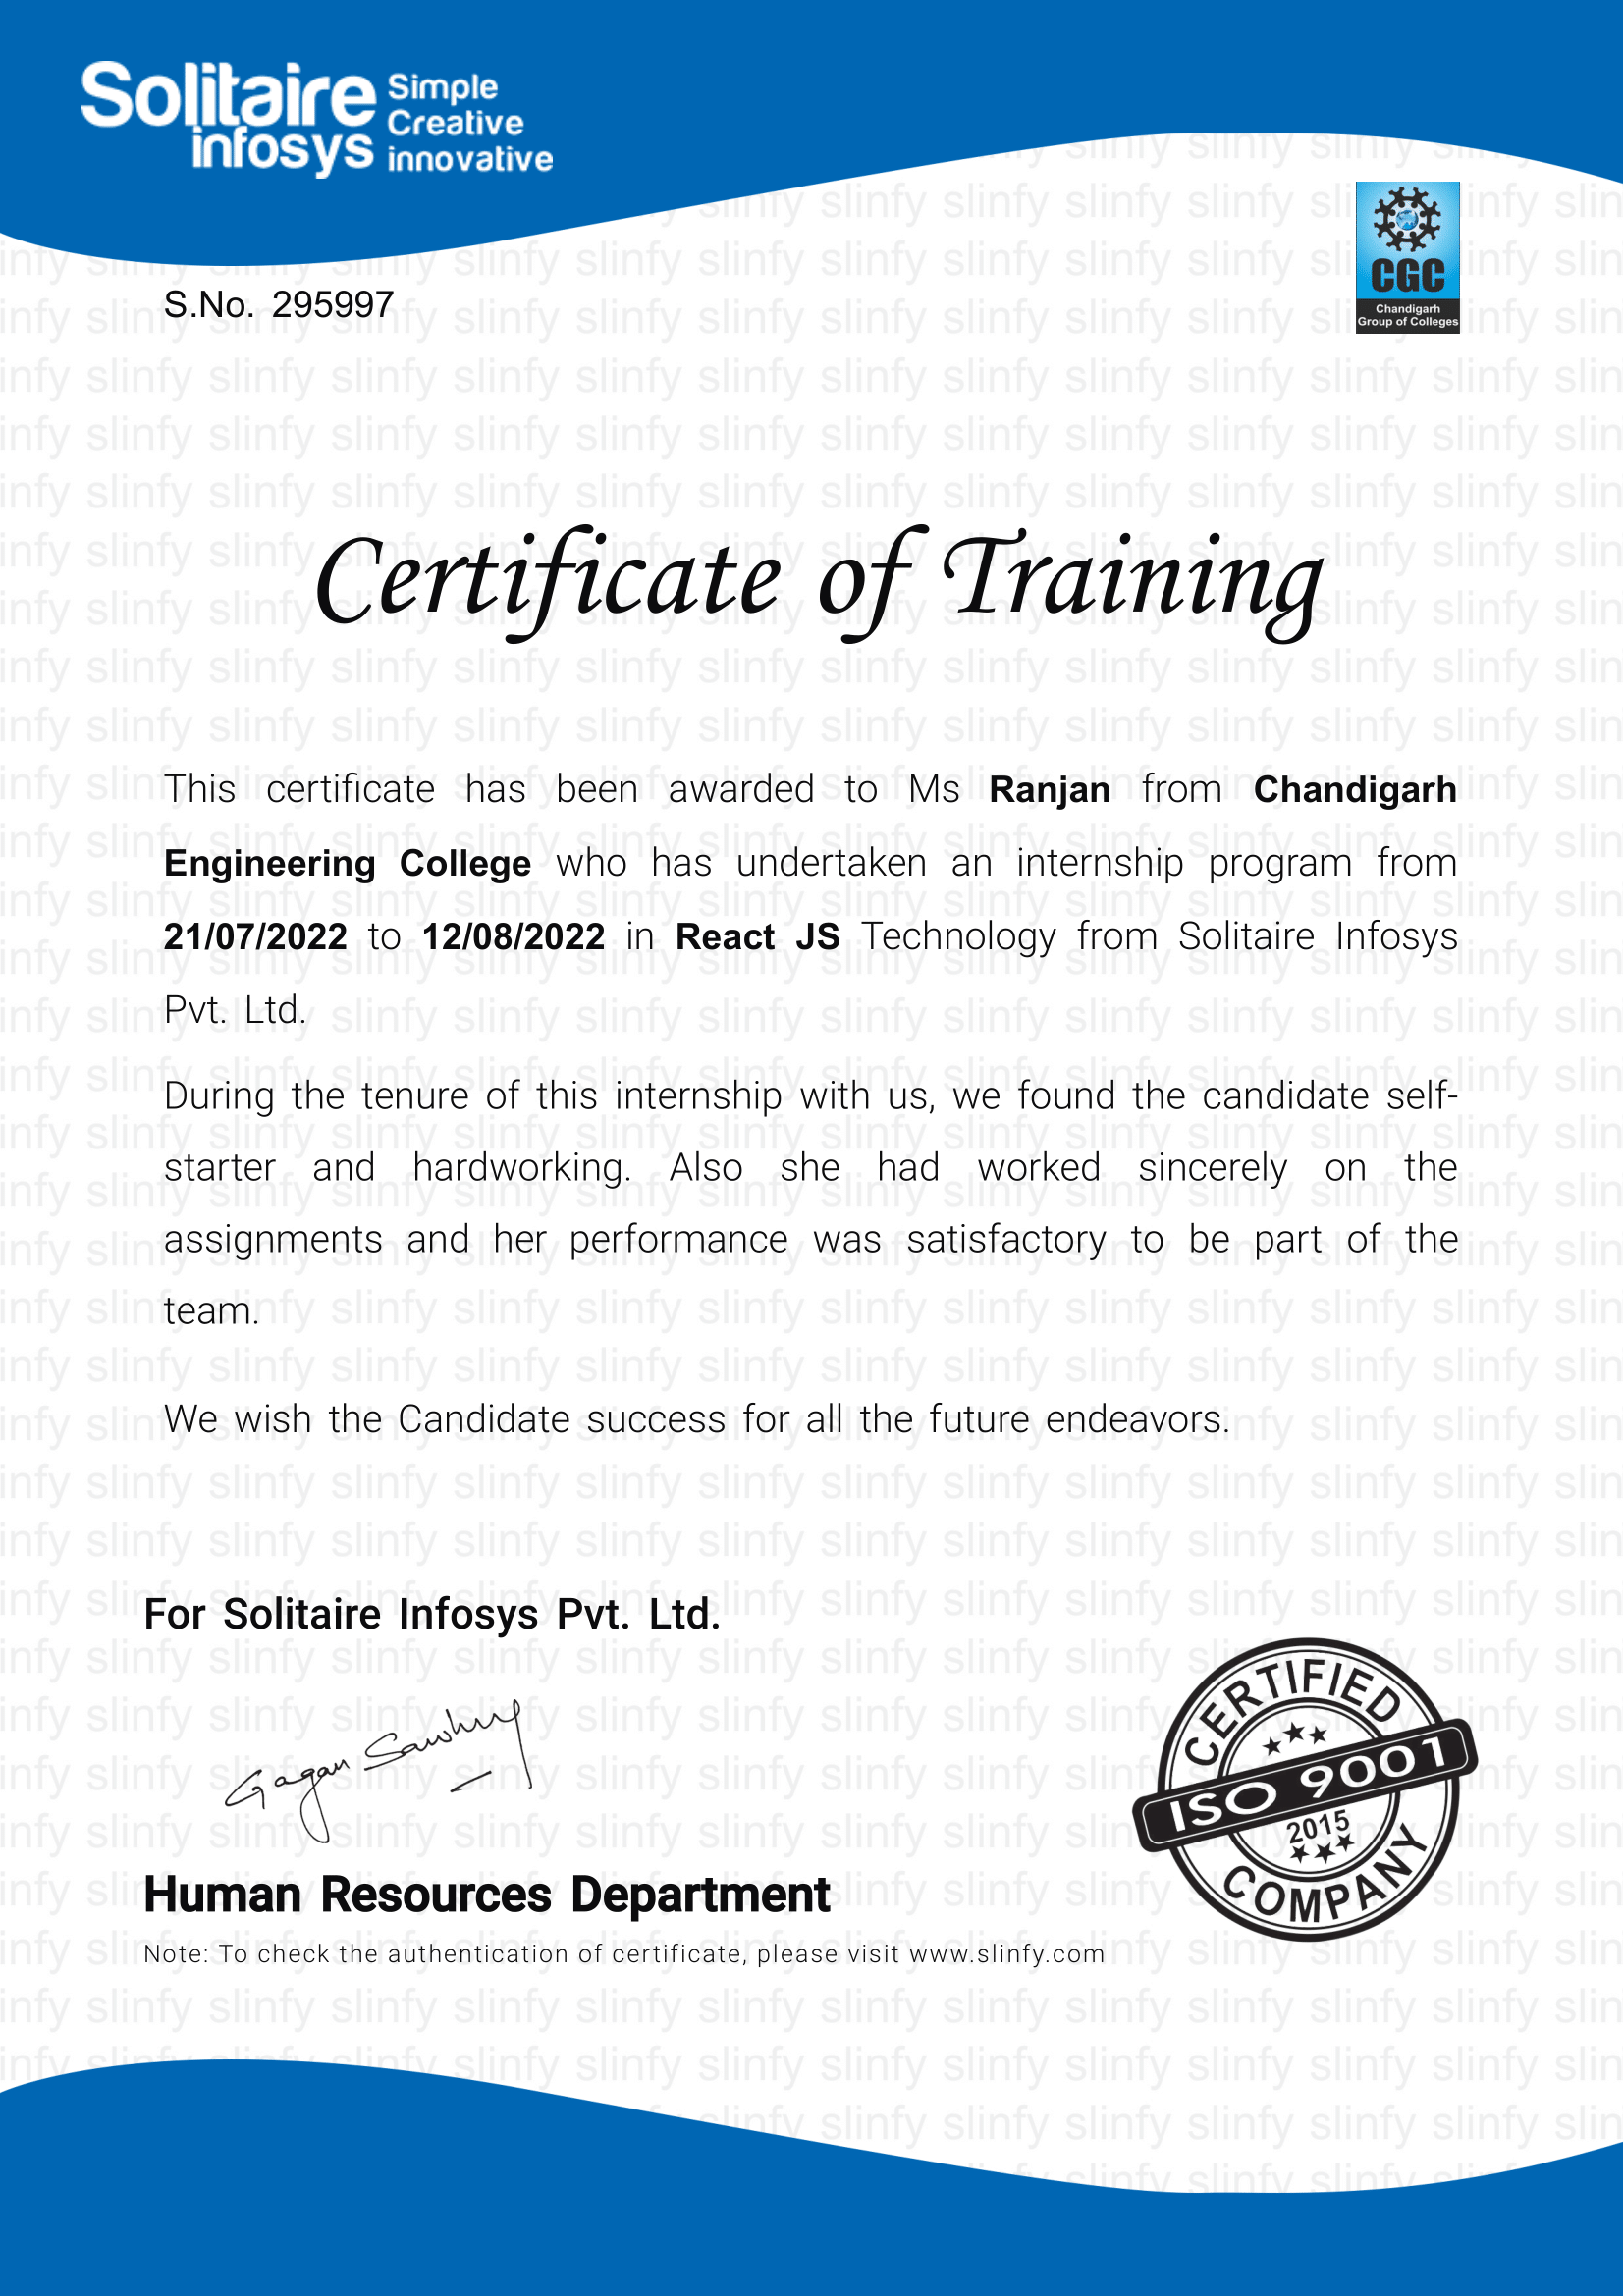 Solitaire
infosys
Simple
Creative
innovative
CGC
Chandigarh
Group of Colleges
S.No. 295997
Certificate of Training
This certificate has been awarded to Ms Ranjan from Chandigarh
Engineering College who has undertaken an internship program from
21/07/2022 to 12/08/2022 in React JS Technology from Solitaire Infosys
Pvt. Ltd.
During the tenure of this internship with us, we found the candidate self-
starter and hardworking. Also she had worked sincerely on the
assignments and her performance was satisfactory to be part of the
team.
We wish the Candidate success for all the future endeavors.
For Solitaire Infosys Pvt. Ltd.
Gagan Sawhney
Human Resources Department
Note: To check the authentication of certificate, please visit www.slinfy.com
CERTIFIED
ISO 9001
2015
COMPANY